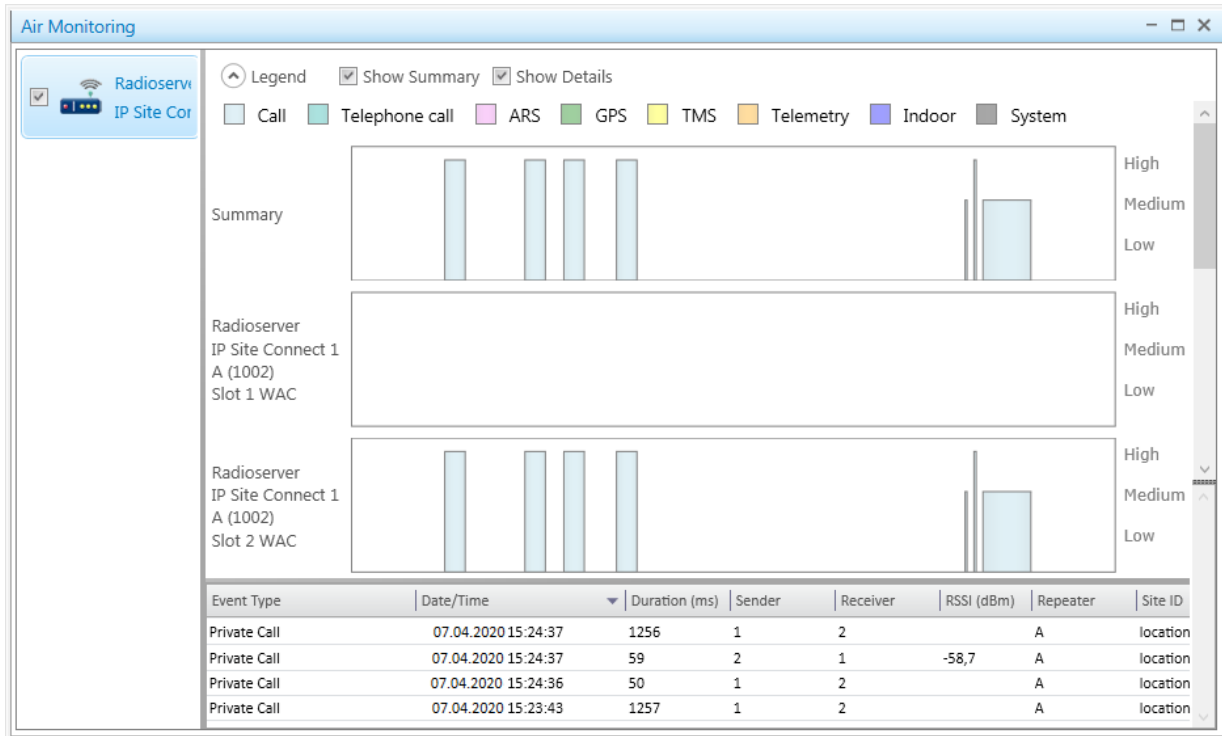 Air Monitoring
Radioserv
IP Site Cor
Legend Show Summary Show Details
Call Telephone call ARS GPS TMS Telemetry Indoor System
Summary
High
Medium
Low
Radioserver
IP Site Connect 1
A (1002)
Slot 1 WAC
High
Medium
Low
Radioserver
IP Site Connect 1
A (1002)
Slot 2 WAC
High
Medium
Low
Event Type Date/Time Duration (ms) Sender Receiver RSSI (dBm) Repeater Site ID
Private Call 07.04.2020 15:24:37 1256 1 2 A location
Private Call 07.04.2020 15:24:37 59 2 1 -58,7 A location
Private Call 07.04.2020 15:24:36 50 1 2 A location
Private Call 07.04.2020 15:23:43 1257 1 2 A location